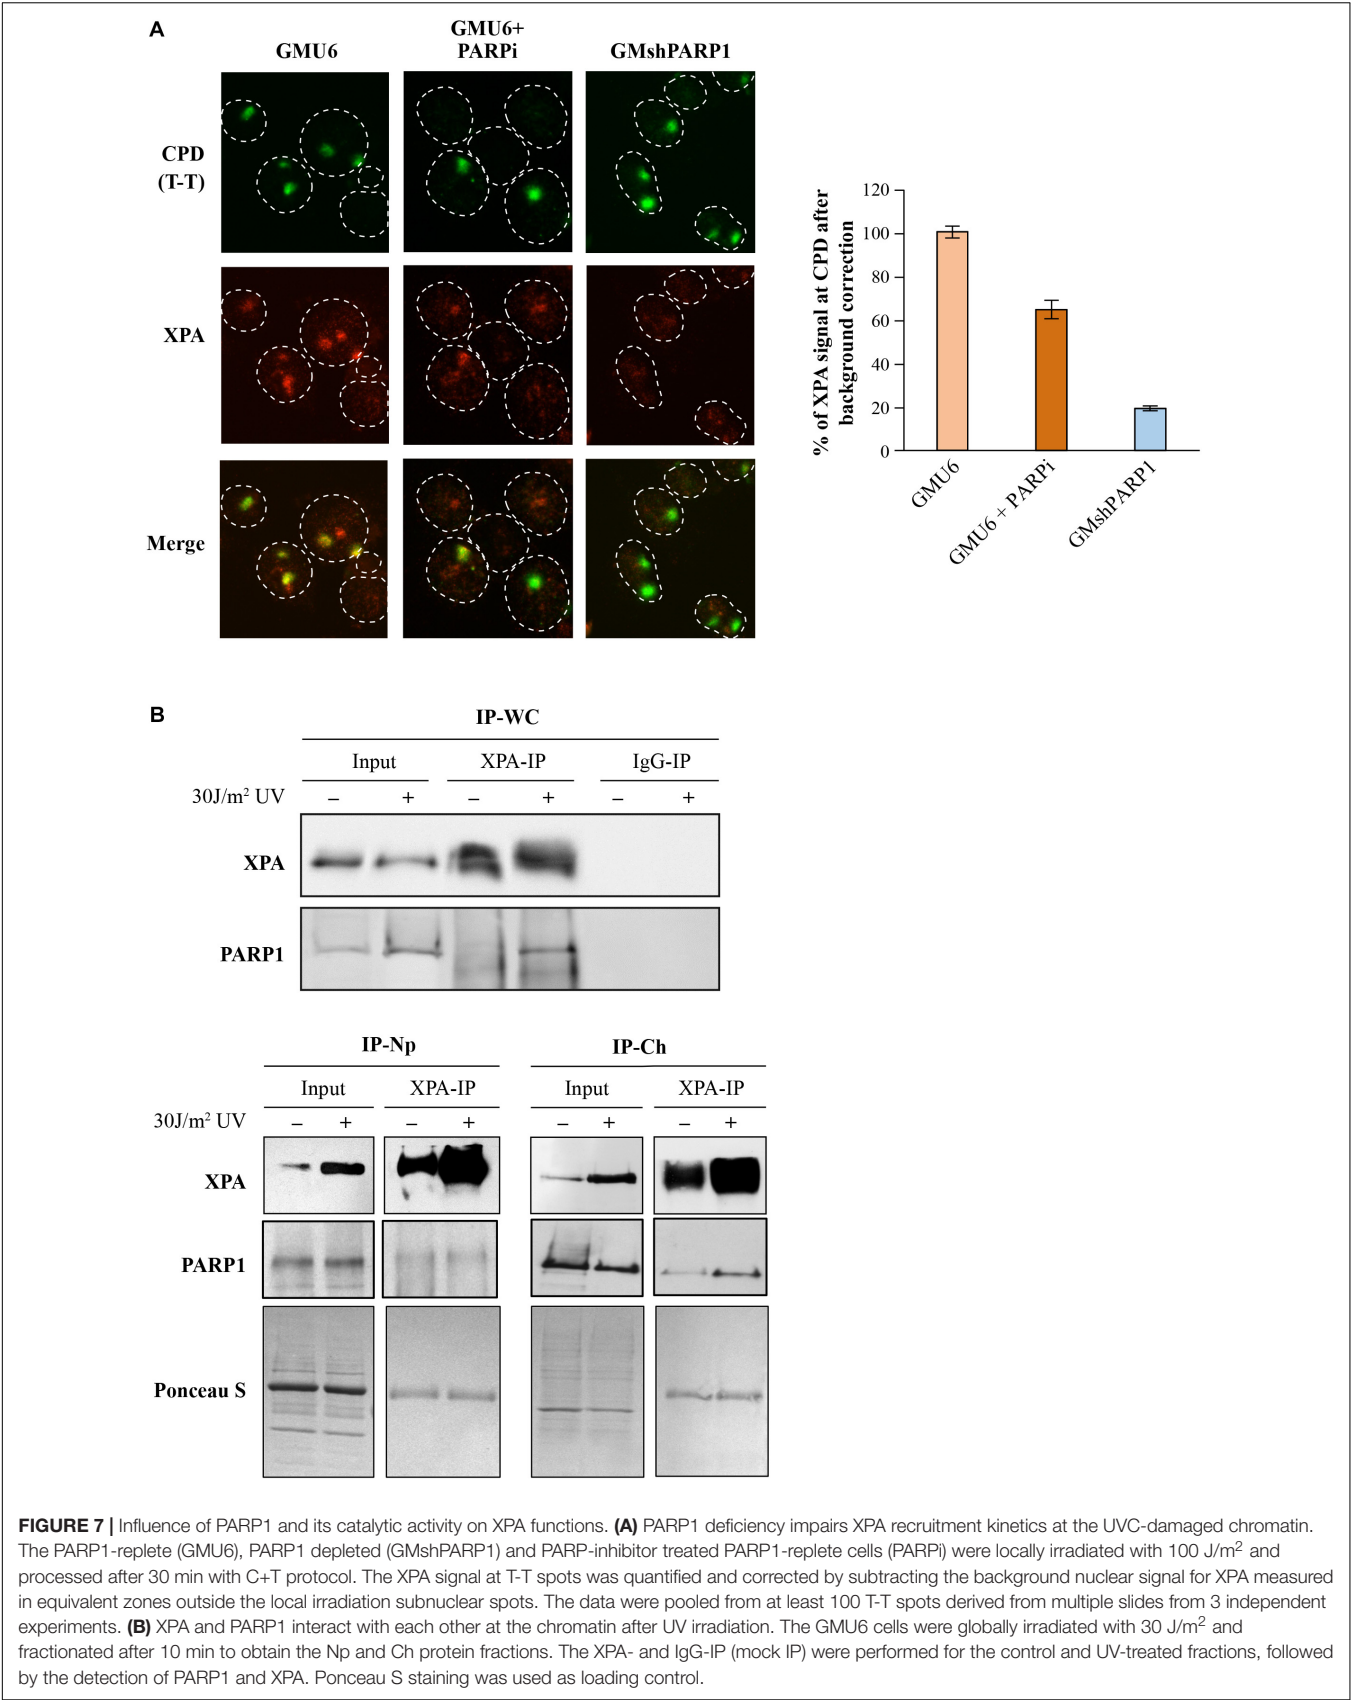 A
GMU6
GMU6+
PARPi
GMshPARP1
CPD
(T-T)
XPA
Merge
% of XPA signal at CPD after
background correction
120
100
80
60
40
20
0
GMU6
GMU6 + PARPi
GMshPARP1
B
IP-WC
Input XPA-IP IgG-IP
30J/m² UV – + – + – +
XPA
PARP1
IP-Np IP-Ch
Input XPA-IP Input XPA-IP
30J/m² UV – + – + – + – +
XPA
PARP1
Ponceau S
FIGURE 7 | Influence of PARP1 and its catalytic activity on XPA functions. (A) PARP1 deficiency impairs XPA recruitment kinetics at the UVC-damaged chromatin.
The PARP1-replete (GMU6), PARP1 depleted (GMshPARP1) and PARP-inhibitor treated PARP1-replete cells (PARPi) were locally irradiated with 100 J/m² and
processed after 30 min with C+T protocol. The XPA signal at T-T spots was quantified and corrected by subtracting the background nuclear signal for XPA measured
in equivalent zones outside the local irradiation subnuclear spots. The data were pooled from at least 100 T-T spots derived from multiple slides from 3 independent
experiments. (B) XPA and PARP1 interact with each other at the chromatin after UV irradiation. The GMU6 cells were globally irradiated with 30 J/m² and
fractionated after 10 min to obtain the Np and Ch protein fractions. The XPA- and IgG-IP (mock IP) were performed for the control and UV-treated fractions, followed
by the detection of PARP1 and XPA. Ponceau S staining was used as loading control.